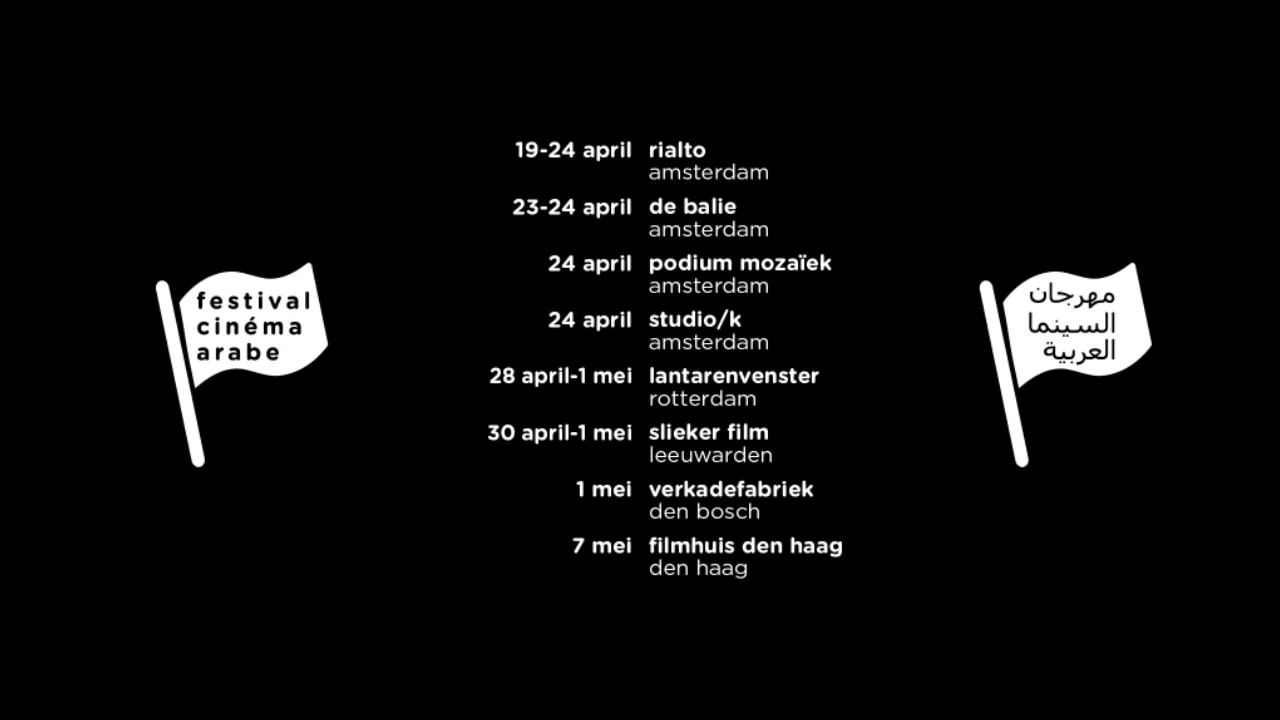 festival
cinéma
arabe
19-24 april rialto
amsterdam
23-24 april de balie
amsterdam
24 april podium mozaïek
amsterdam
24 april studio/k
amsterdam
28 april-1 mei lantarenvenster
rotterdam
30 april-1 mei slieker film
leeuwarden
1 mei verkadefabriek
den bosch
7 mei filmhuis den haag
den haag
مهرجان
السينما
العربية